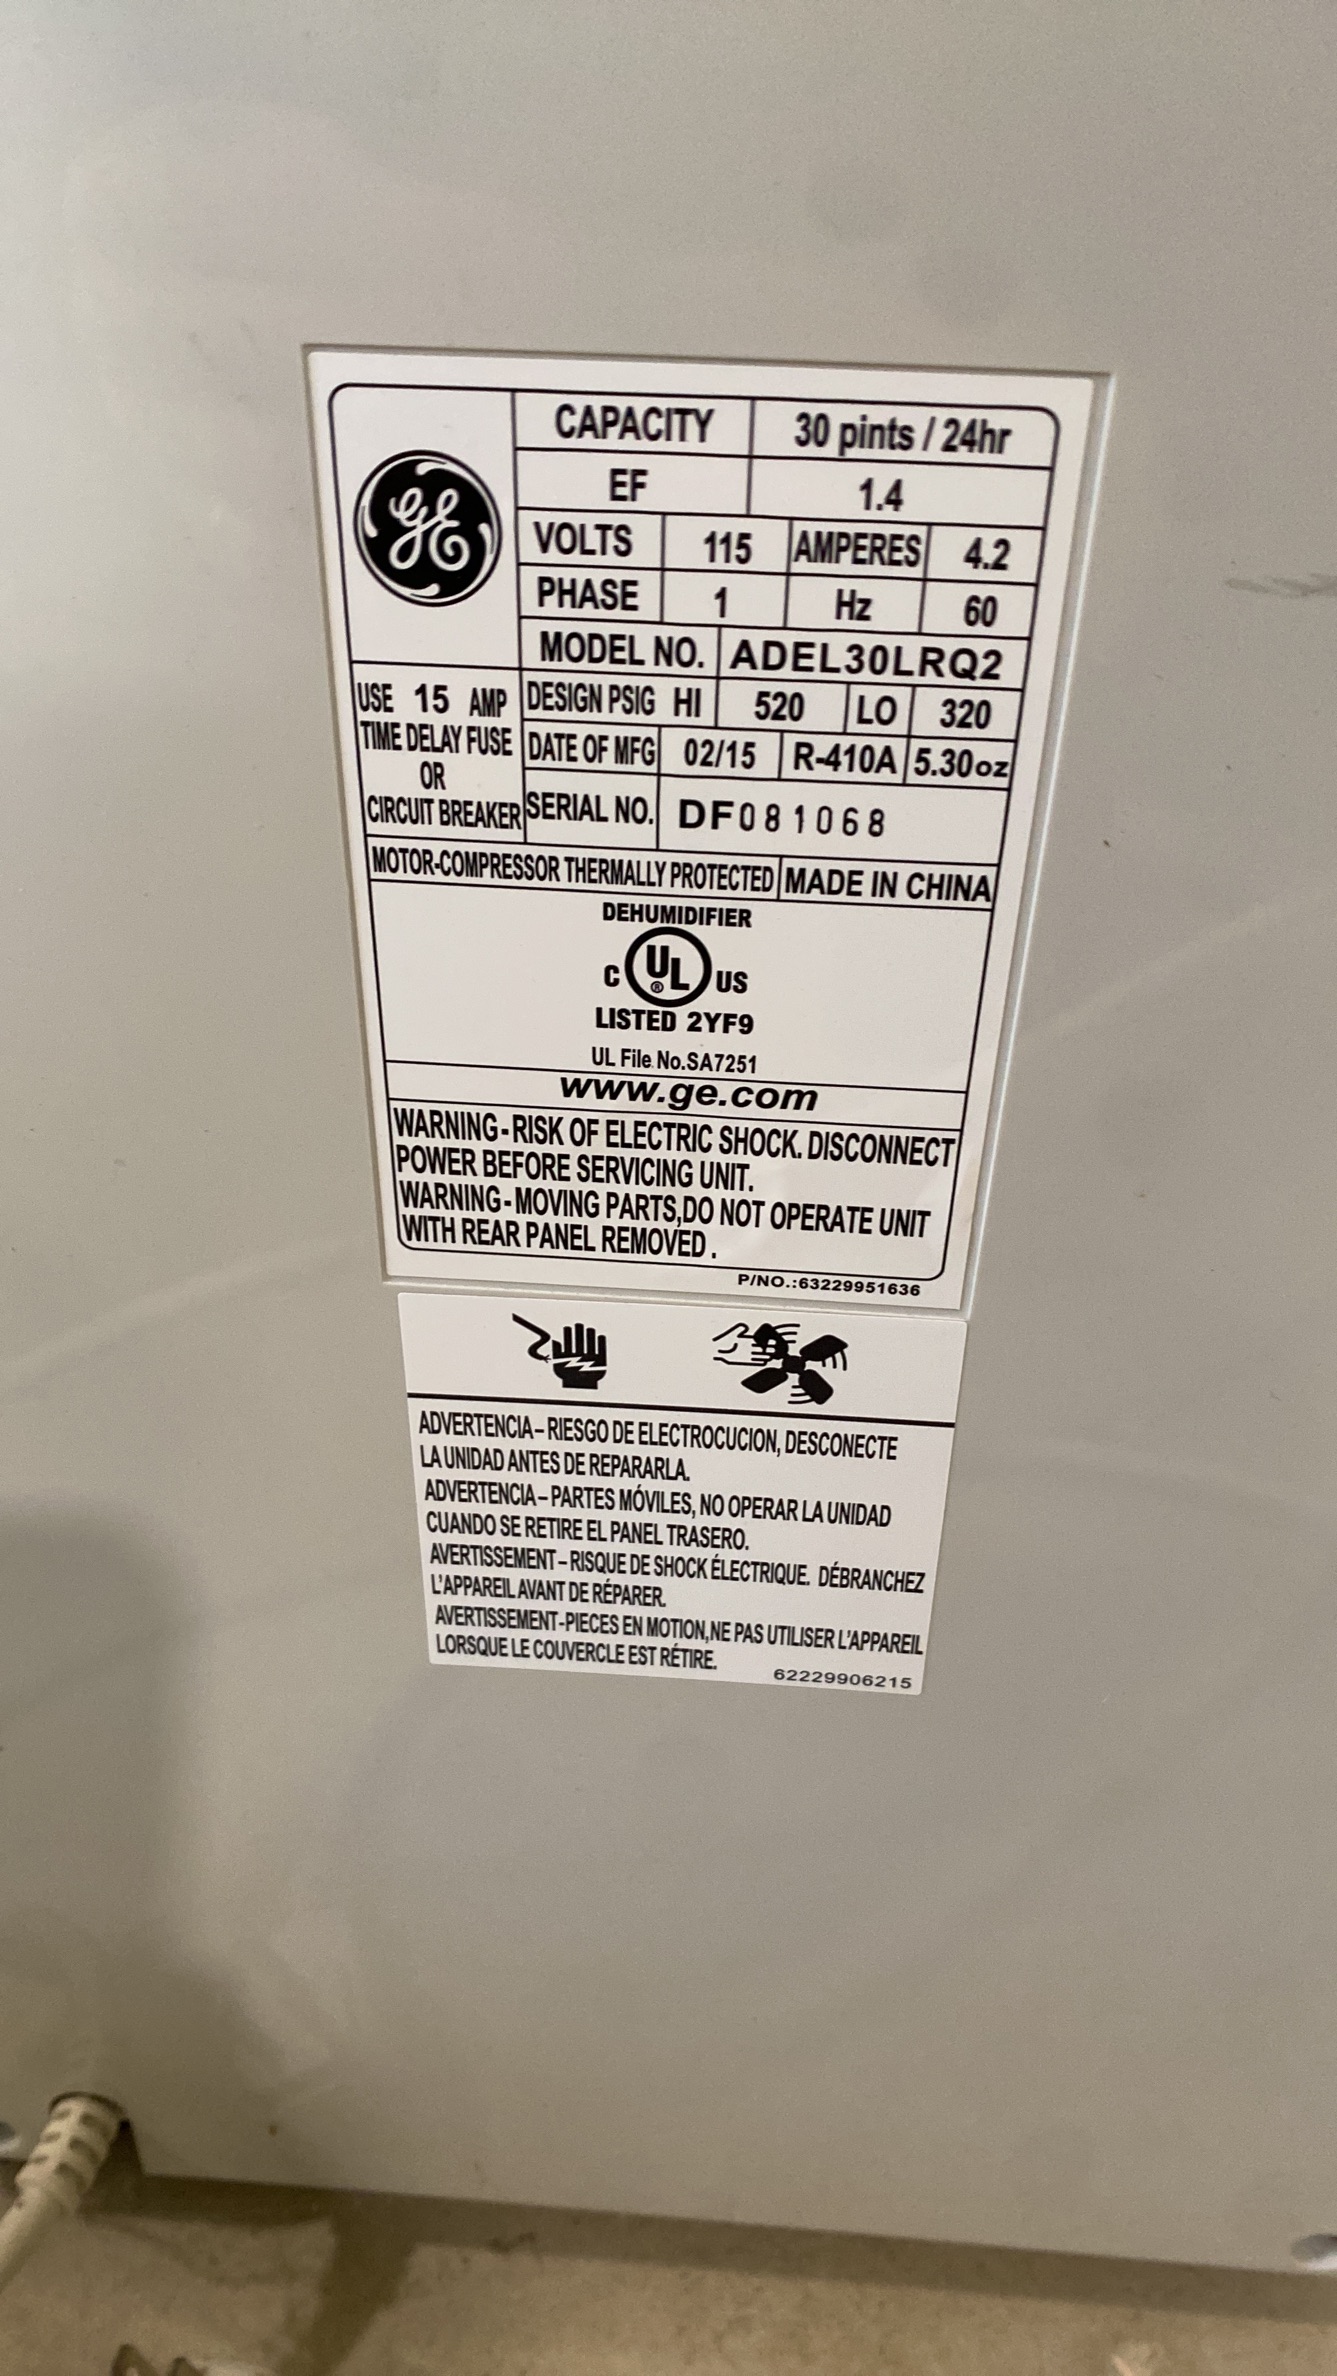 GE
CAPACITY 30 pints / 24hr
EF 1.4
VOLTS 115 AMPERES 4.2
PHASE 1 Hz 60
MODEL NO. ADEL30LRQ2
USE 15 AMP
TIME DELAY FUSE
OR
CIRCUIT BREAKER
DESIGN PSIG HI 520 LO 320
DATE OF MFG 02/15 R-410A 5.30oz
SERIAL NO. DF081068
MOTOR-COMPRESSOR THERMALLY PROTECTED MADE IN CHINA
DEHUMIDIFIER
C UL® US
LISTED 2YF9
UL File No.SA7251
www.ge.com
WARNING-RISK OF ELECTRIC SHOCK. DISCONNECT
POWER BEFORE SERVICING UNIT.
WARNING-MOVING PARTS,DO NOT OPERATE UNIT
WITH REAR PANEL REMOVED.
P/NO.:63229951636
ADVERTENCIA–RIESGO DE ELECTROCUCION, DESCONECTE
LA UNIDAD ANTES DE REPARARLA.
ADVERTENCIA–PARTES MÓVILES, NO OPERAR LA UNIDAD
CUANDO SE RETIRE EL PANEL TRASERO.
AVERTISSEMENT–RISQUE DE SHOCK ÉLECTRIQUE. DÉBRANCHEZ
L'APPAREIL AVANT DE RÉPARER.
AVERTISSEMENT-PIECES EN MOTION,NE PAS UTILISER L'APPAREIL
LORSQUE LE COUVERCLE EST RÉTIRE.
62229906215